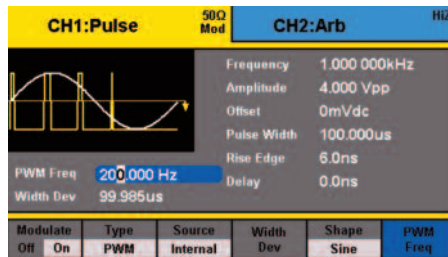 CH1:Pulse
50Ω
Mod
CH2:Arb
HiZ
Frequency 1.000 000kHz
Amplitude 4.000 Vpp
Offset 0mVdc
Pulse Width 100.000us
Rise Edge 6.0ns
Delay 0.0ns
PWM Freq 200.000 Hz
Width Dev 99.985us
Modulate Type Source Width Shape PWM
Off On PWM Internal Dev Sine Freq